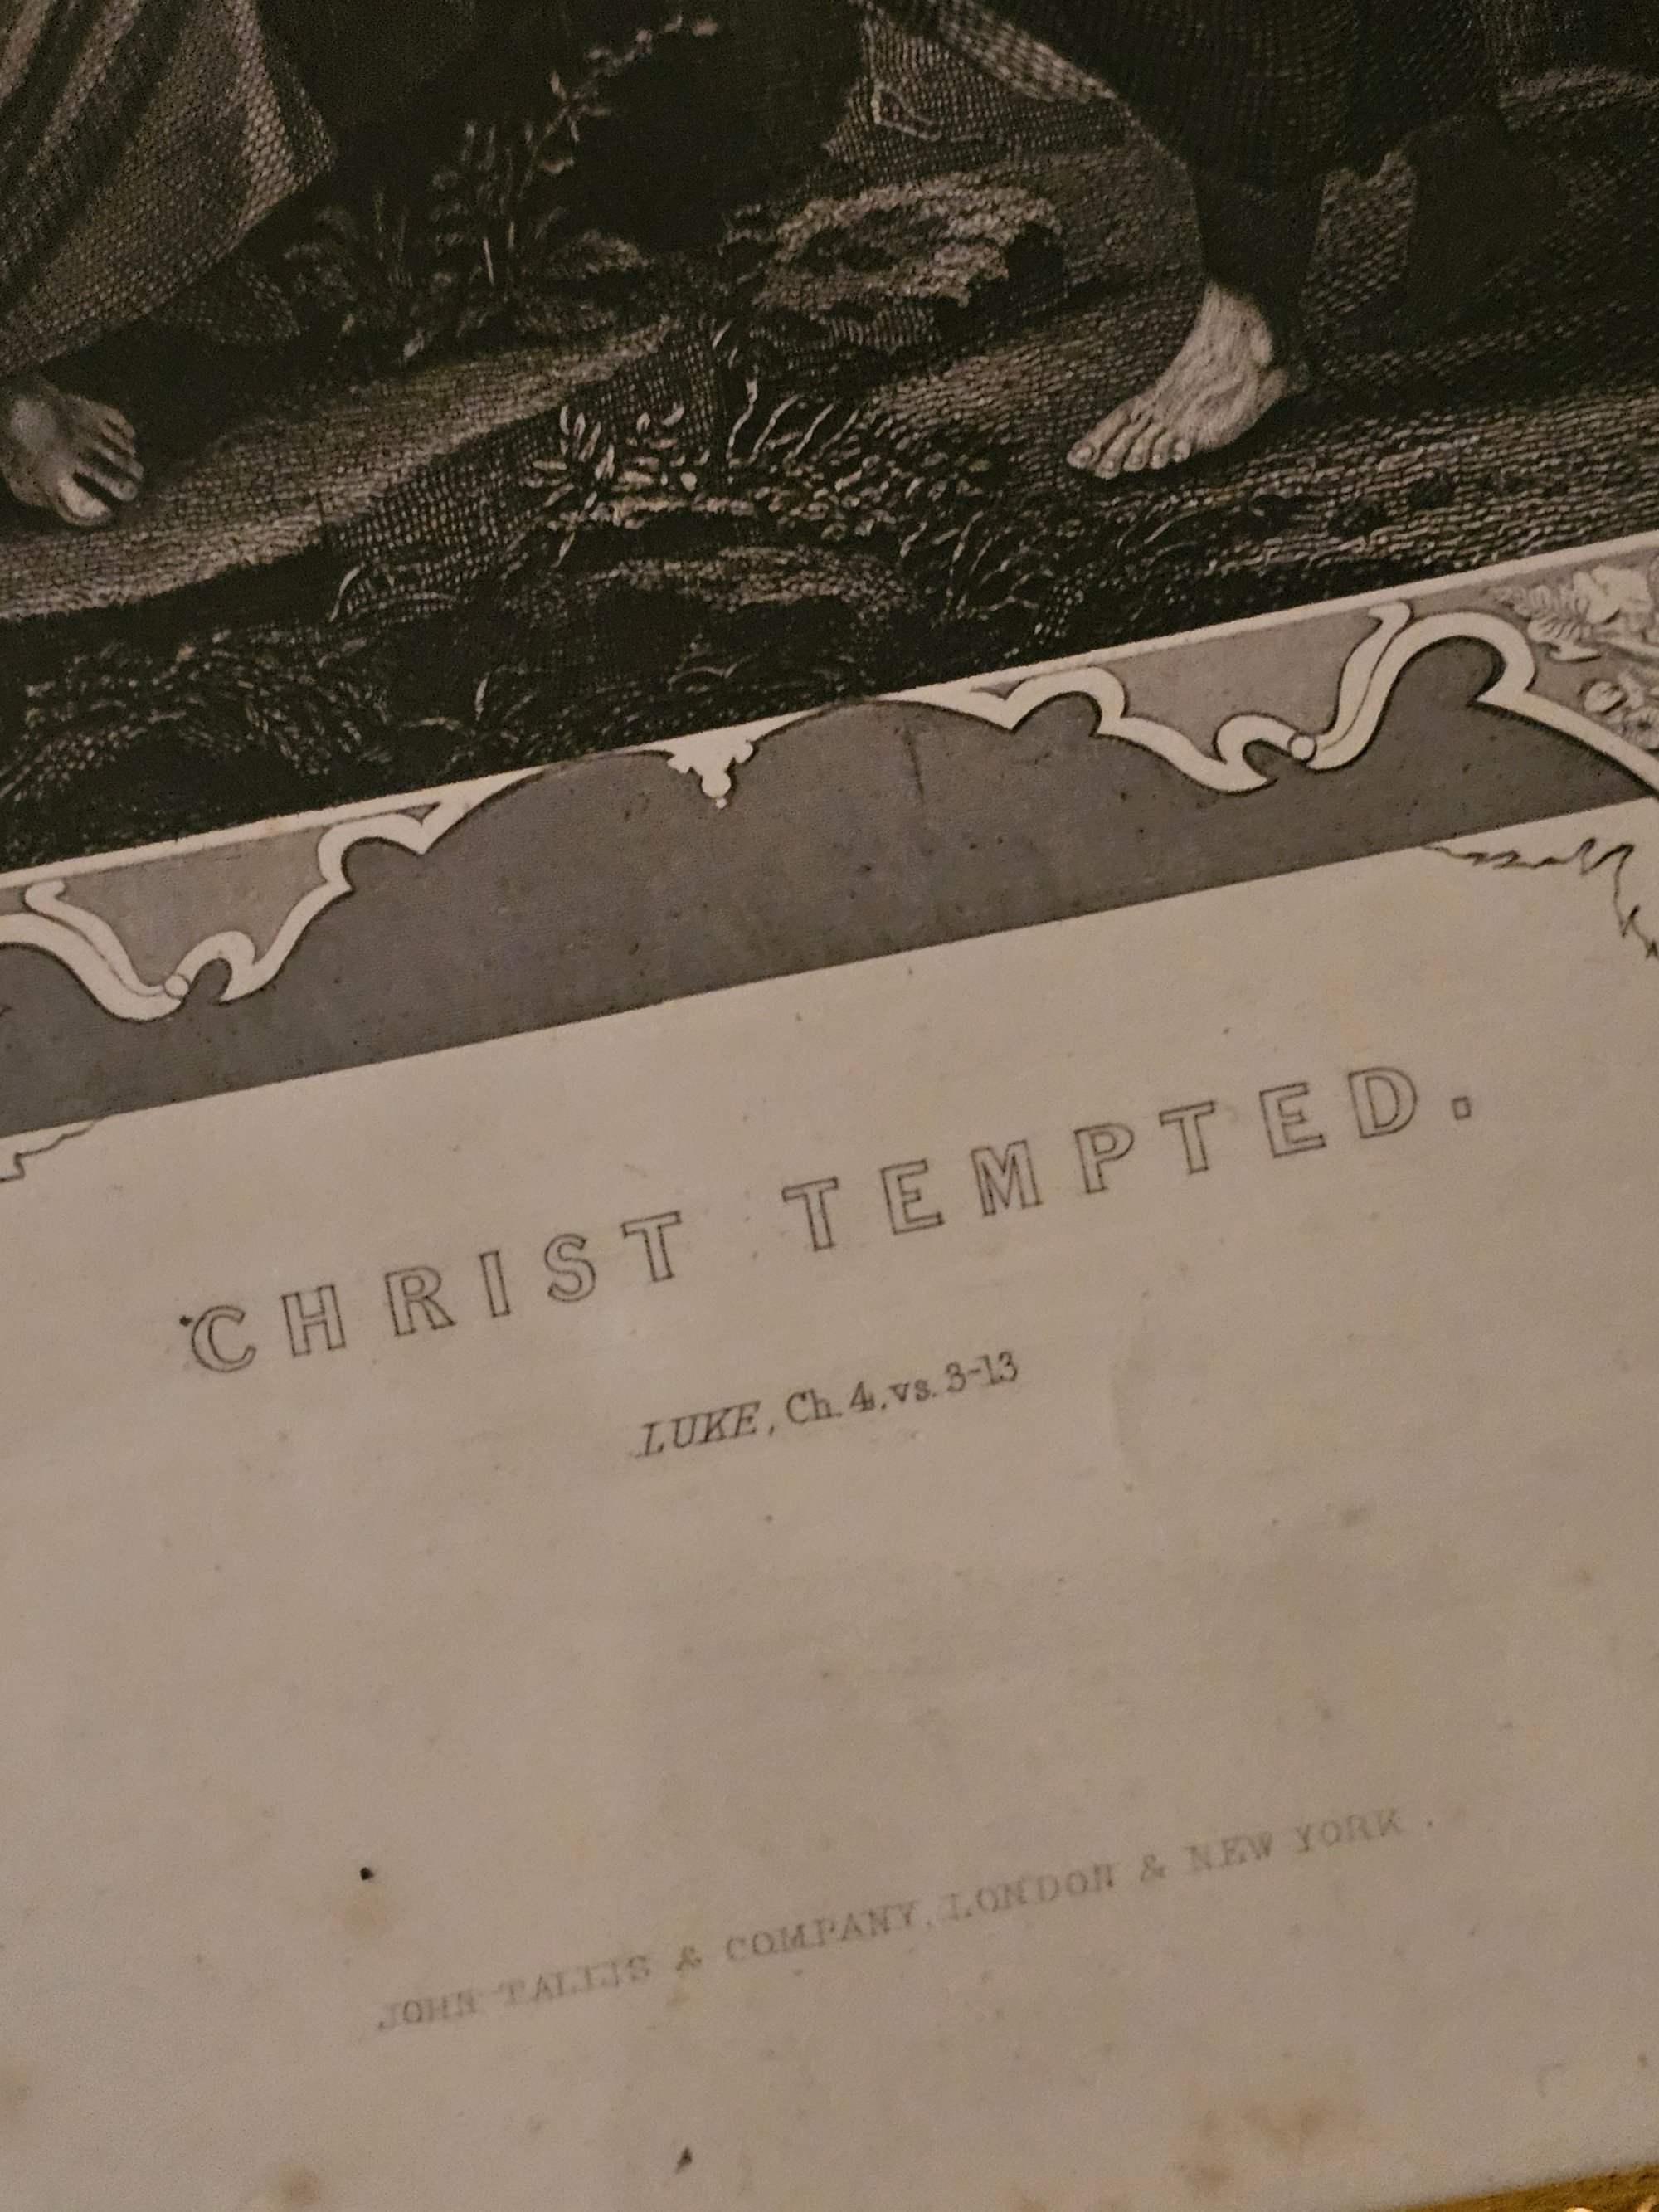 CHRIST TEMPTED.
LUKE, Ch. 4, vs. 3-13
JOHN TALLIS & COMPANY, LONDON & NEW YORK.